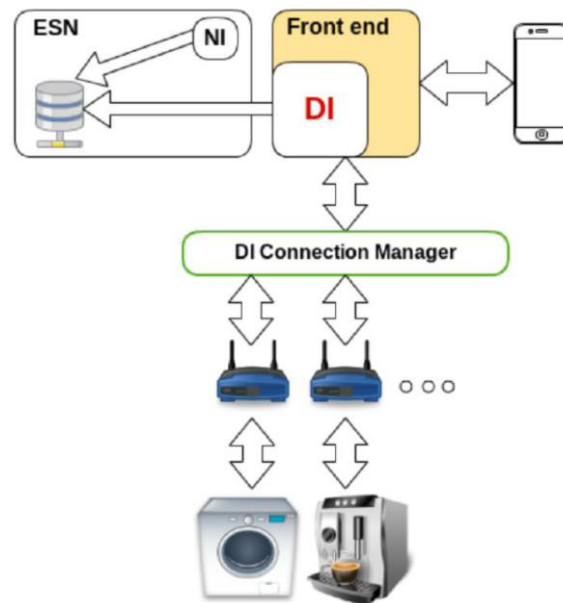 ESN
NI
Front end
DI
DI Connection Manager